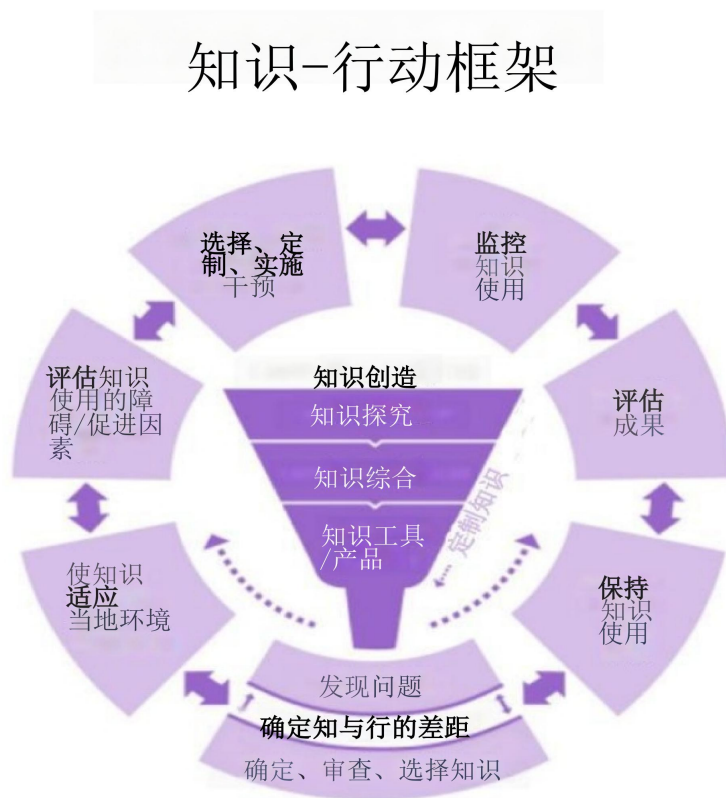 知识-行动框架
选择、定
制、实施
干预
监控
知识
使用
评估知识
使用的障
碍/促进因
素
知识创造
知识探究
知识综合
知识工具
/产品
定制知识
评估
成果
使知识
适应
当地环境
保持
知识
使用
发现问题
确定知与行的差距
确定、审查、选择知识